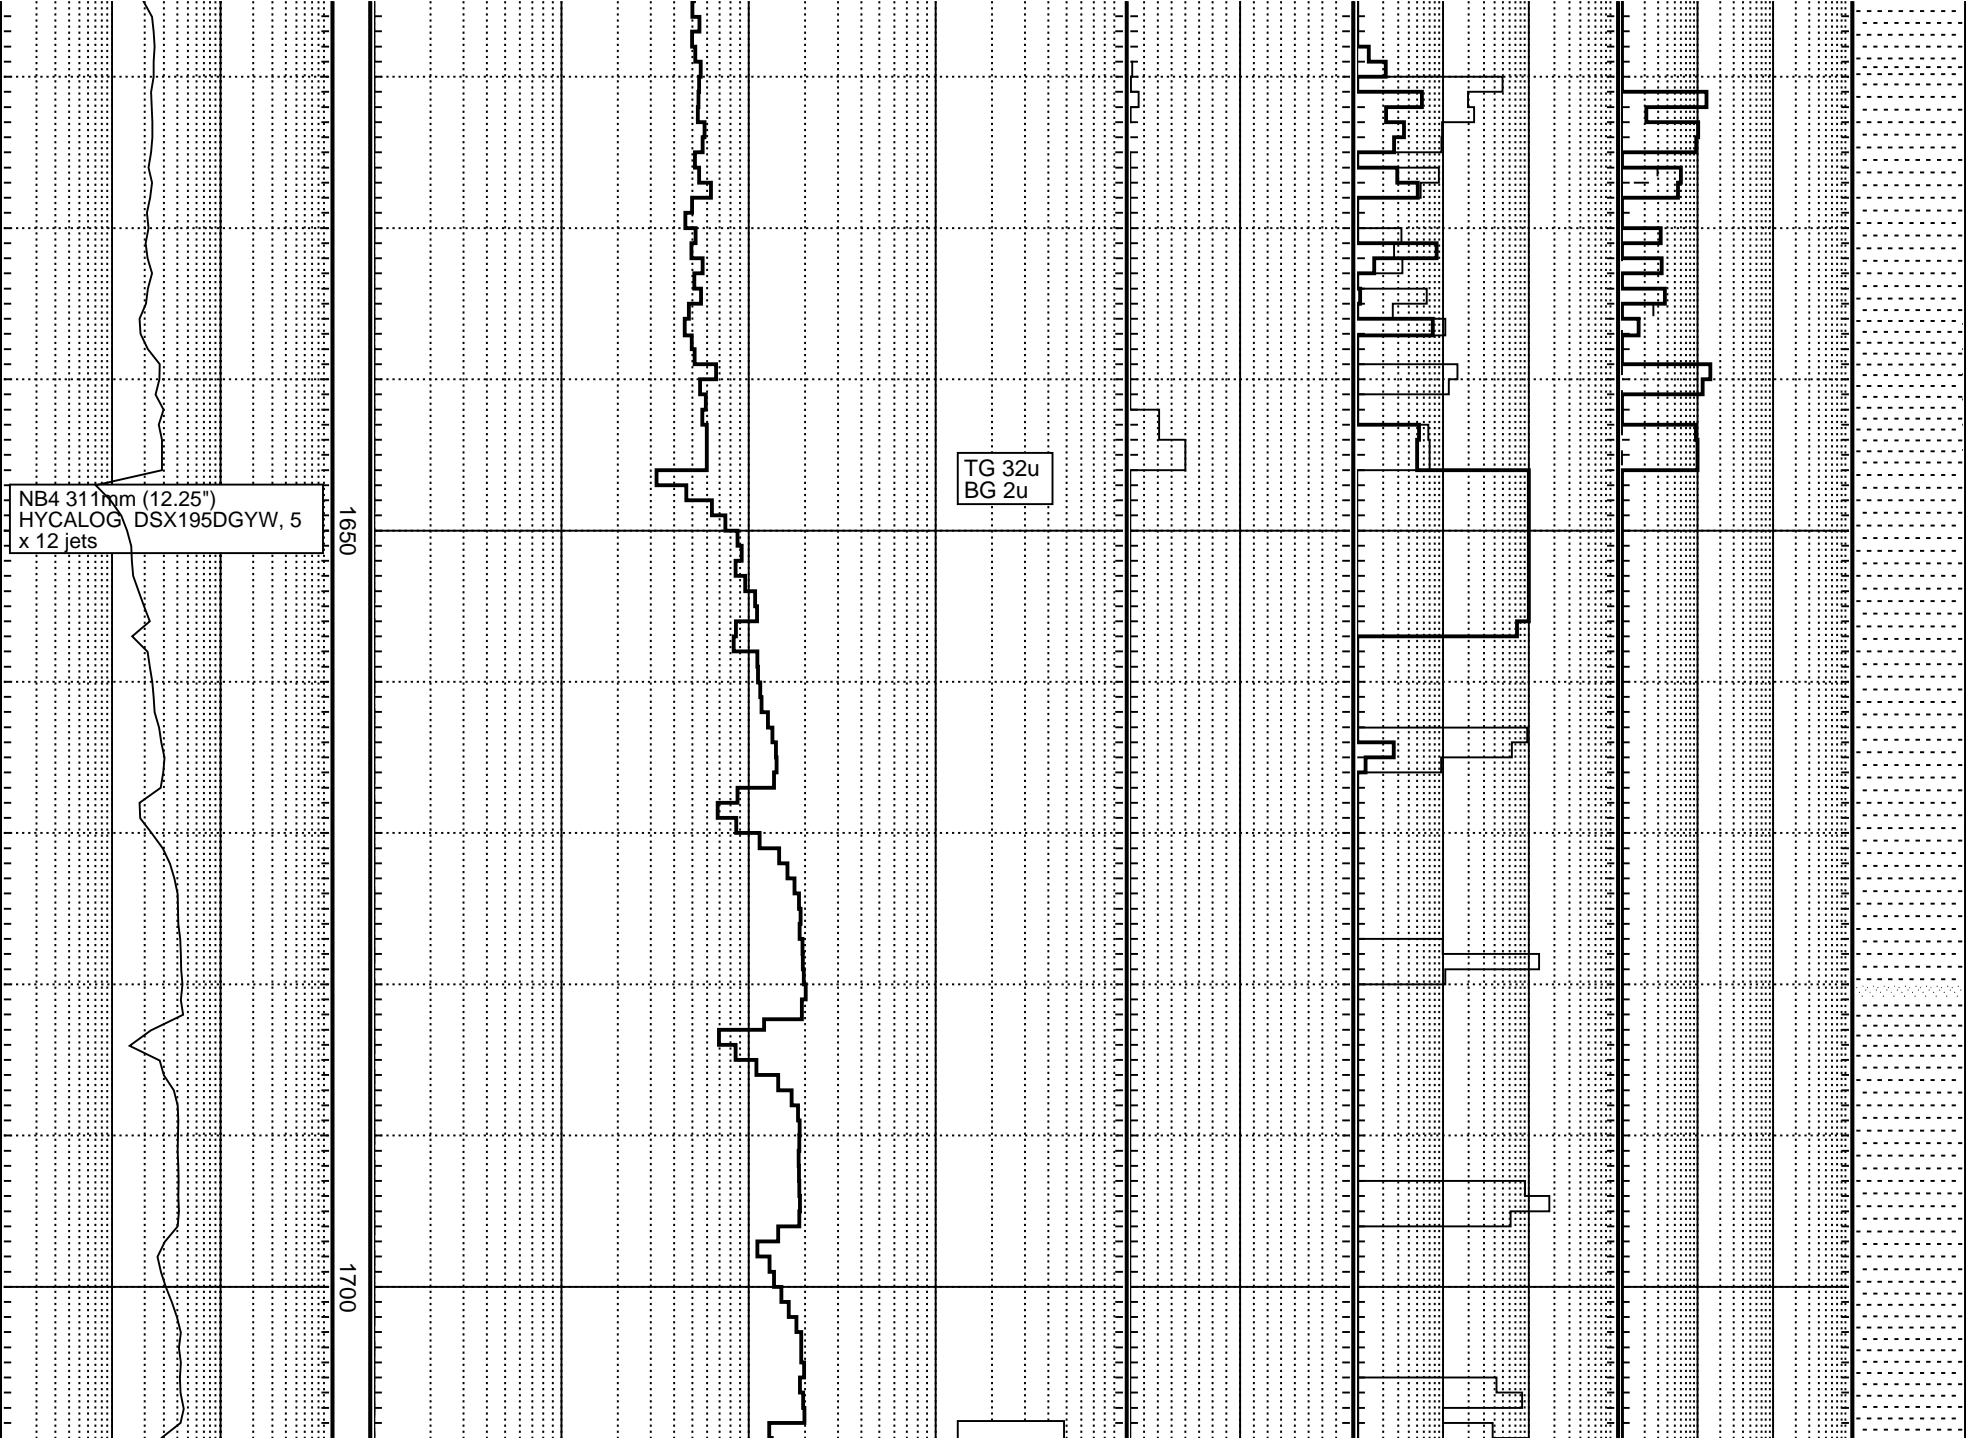 TG 32u
BG 2u
NB4 311mm (12.25")
HYCALOG DSX195DGYW, 5
x 12 jets
1650
1700